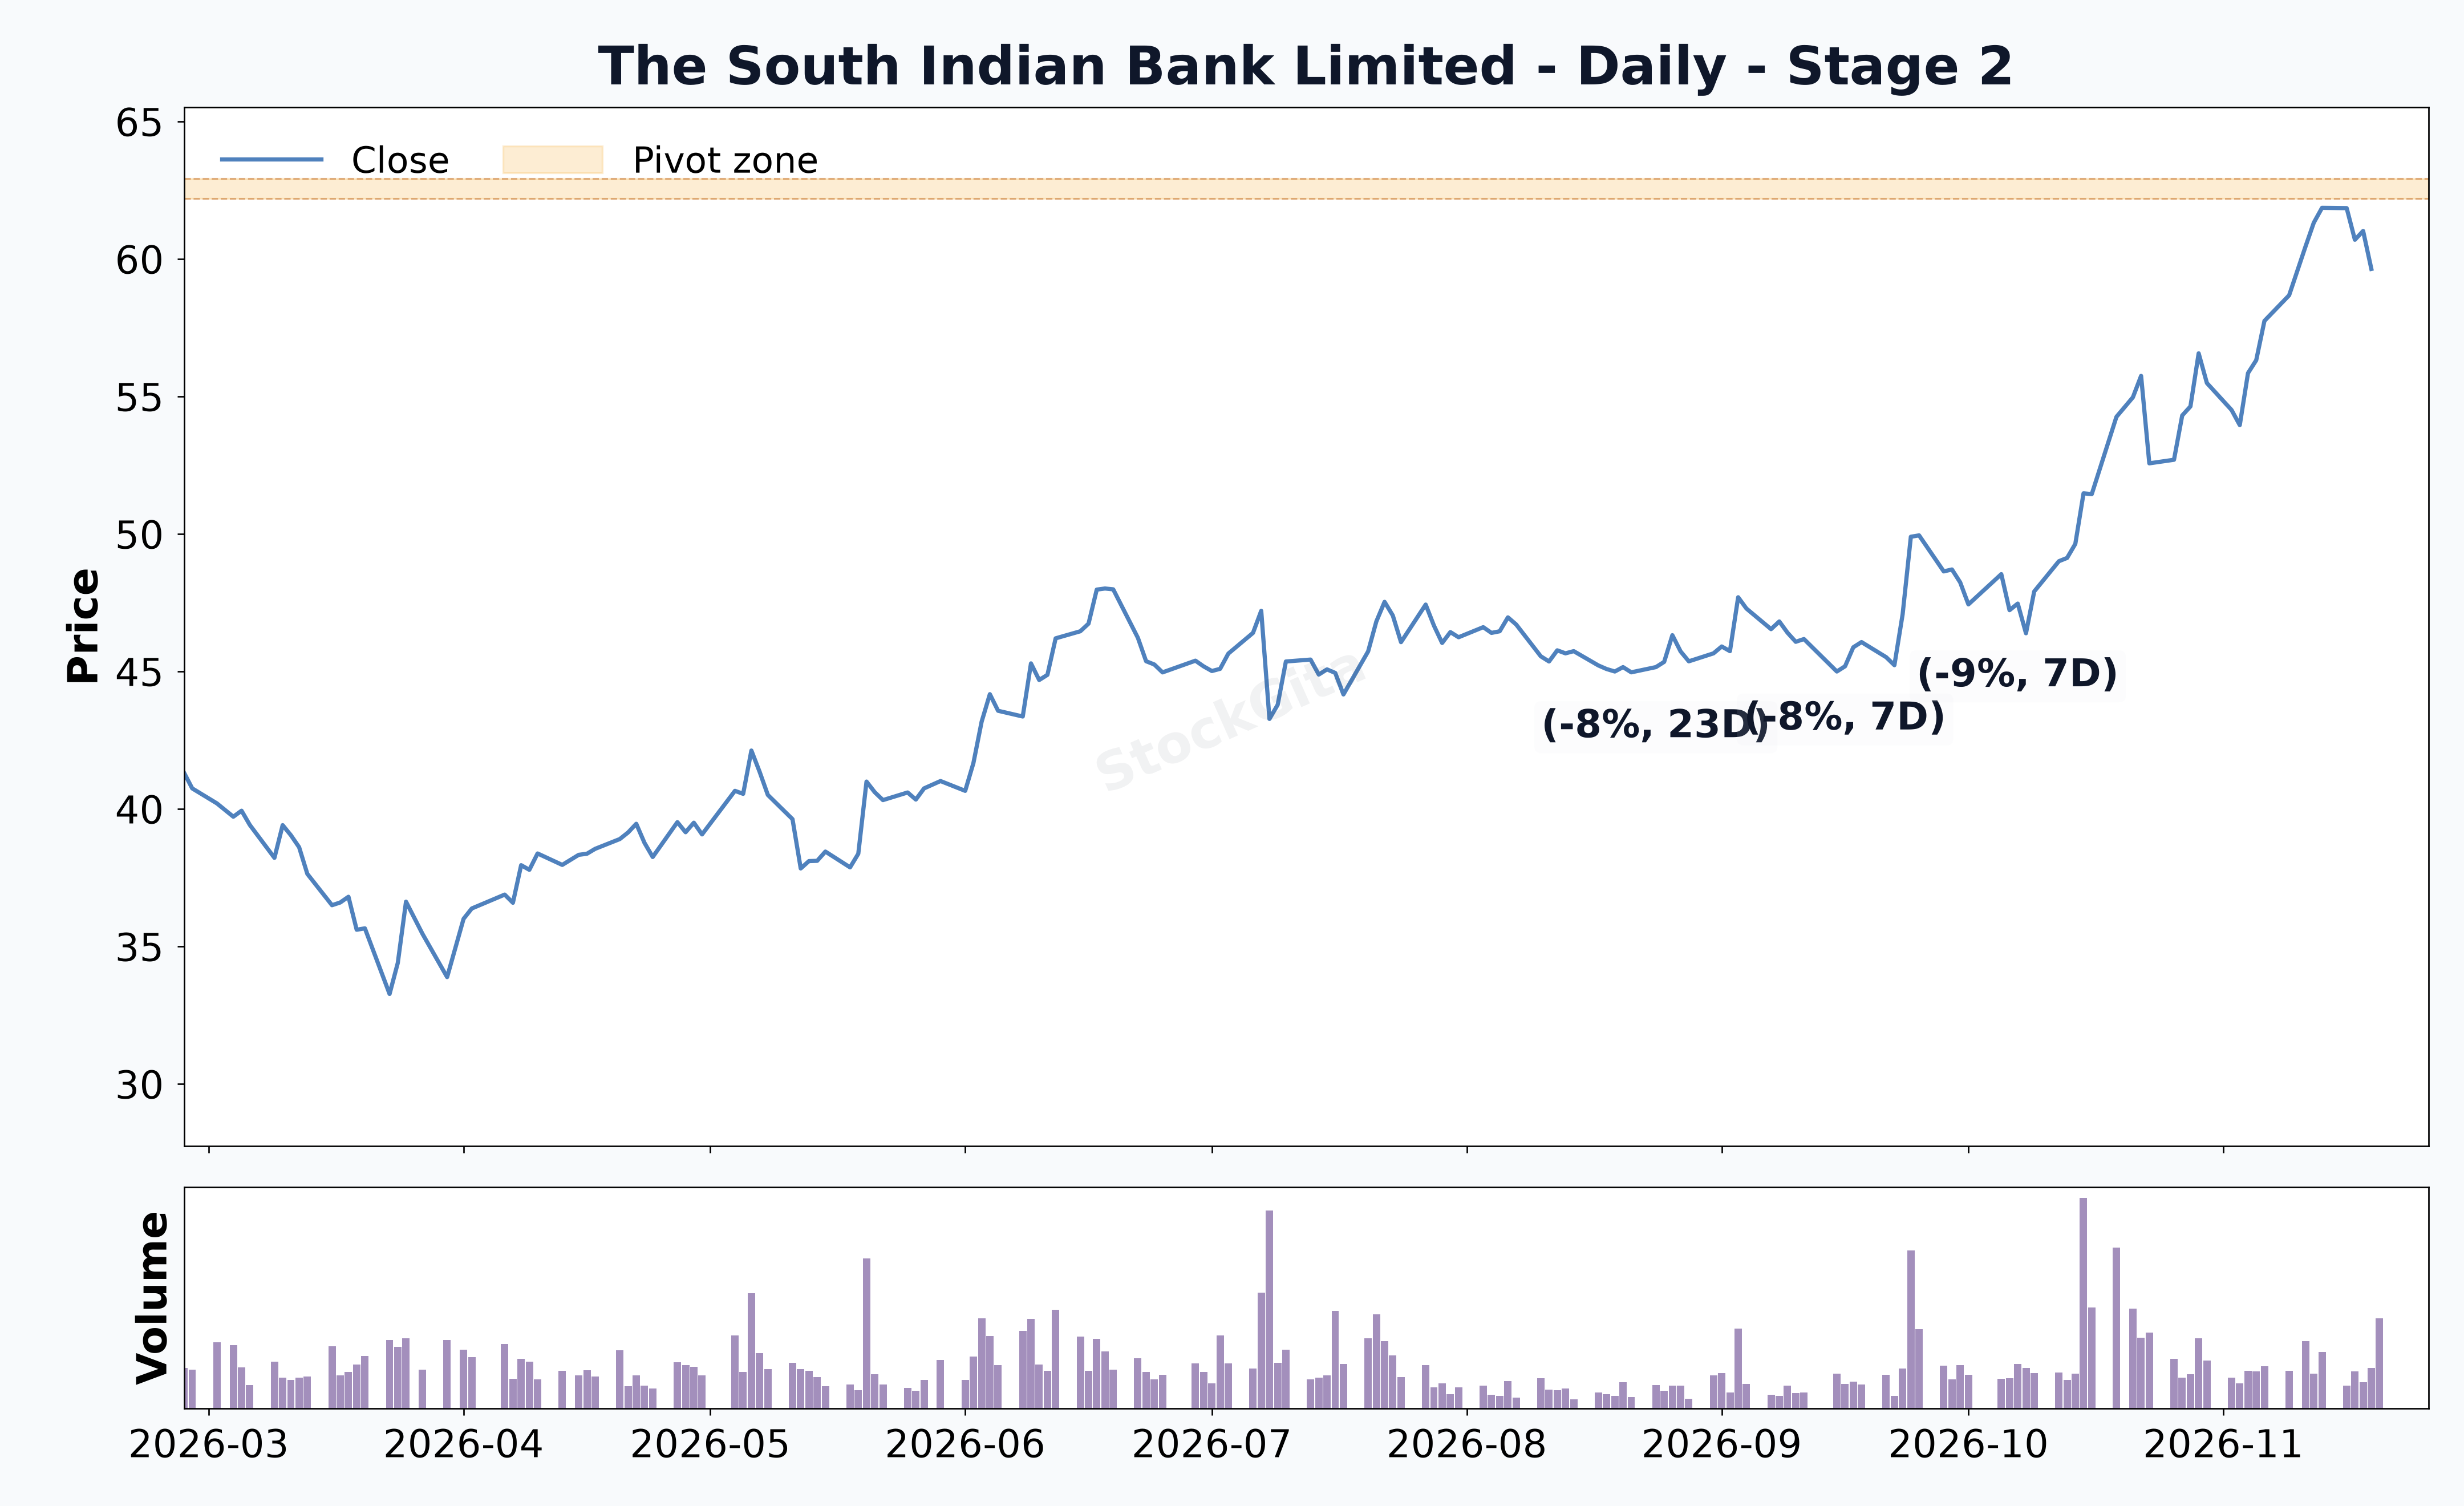 The South Indian Bank Limited - Daily - Stage 2
65
Close
Pivot zone
60
55
50
45
40
35
30
Price
StockGita
(-8%, 23D)
(-8%, 7D)
(-9%, 7D)
Volume
2026-03
2026-04
2026-05
2026-06
2026-07
2026-08
2026-09
2026-10
2026-11